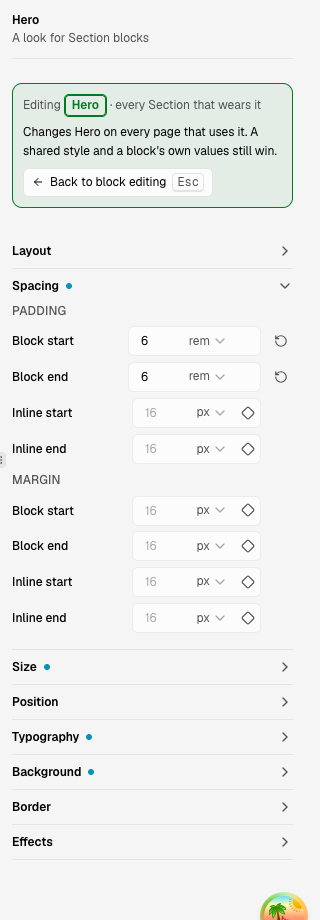 Hero
A look for Section blocks
Editing Hero · every Section that wears it
Changes Hero on every page that uses it. A
shared style and a block's own values still win.
← Back to block editing Esc
Layout
Spacing
PADDING
Block start 6 rem
Block end 6 rem
Inline start 16 px
Inline end 16 px
MARGIN
Block start 16 px
Block end 16 px
Inline start 16 px
Inline end 16 px
Size
Position
Typography
Background
Border
Effects